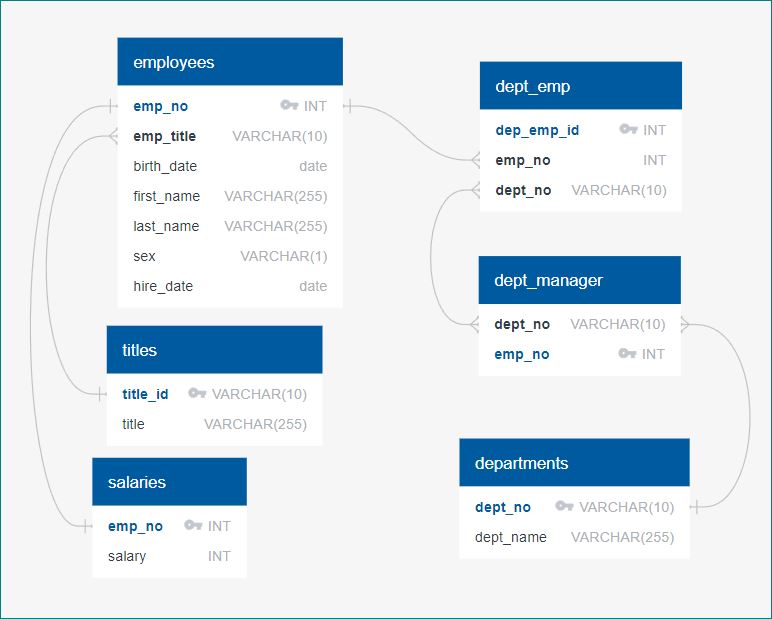 employees
emp_no INT
emp_title VARCHAR(10)
birth_date date
first_name VARCHAR(255)
last_name VARCHAR(255)
sex VARCHAR(1)
hire_date date
titles
title_id VARCHAR(10)
title VARCHAR(255)
salaries
emp_no INT
salary INT
dept_emp
dep_emp_id INT
emp_no INT
dept_no VARCHAR(10)
dept_manager
dept_no VARCHAR(10)
emp_no INT
departments
dept_no VARCHAR(10)
dept_name VARCHAR(255)